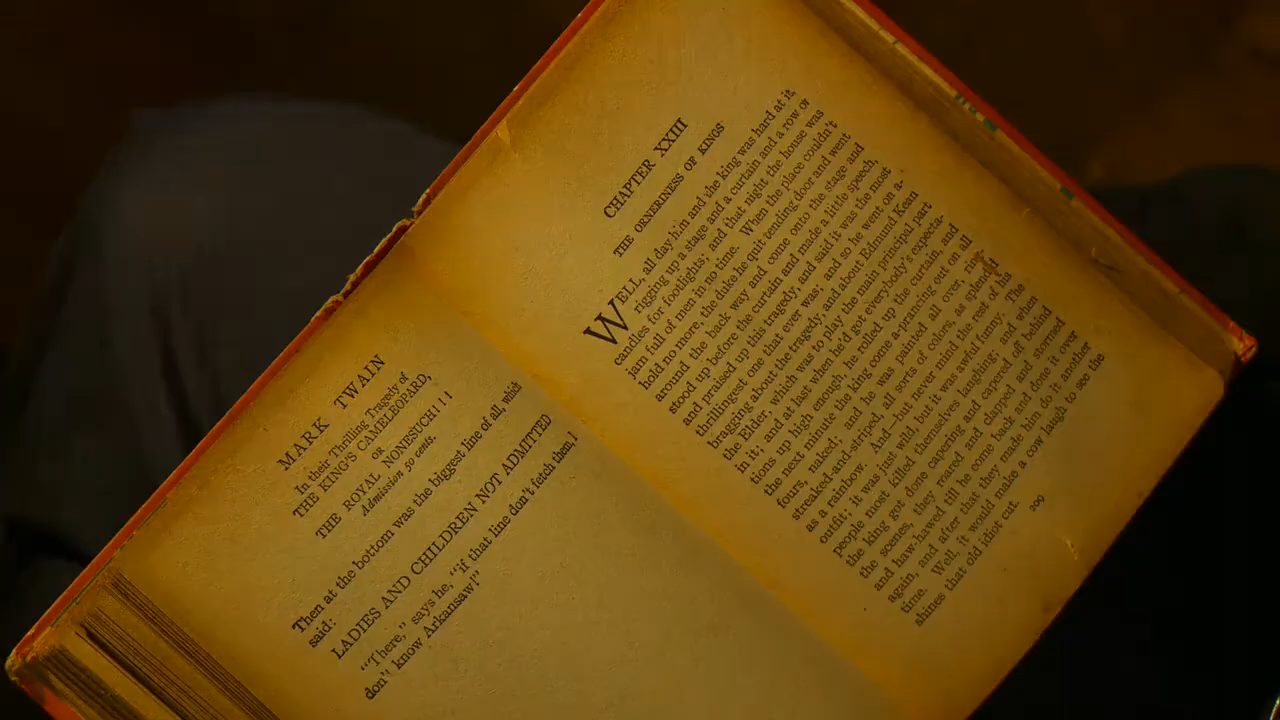 MARK TWAIN
In their Thrilling Tragedy of
THE KING'S CAMELEOPARD,
OR
THE ROYAL NONESUCH! ! !
Admission 50 cents.
Then at the bottom was the biggest line of all, which
said:
LADIES AND CHILDREN NOT ADMITTED
"There," says he, "if that line don't fetch them, I
don't know Arkansaw!"
CHAPTER XXIII
THE ORNERINESS OF KINGS
WELL, all day him and the king was hard at it,
rigging up a stage and a curtain and a row of
candles for footlights; and that night the house was
jam full of men in no time. When the place couldn't
hold no more, the duke he quit tending door and went
around the back way and come onto the stage and
stood up before the curtain and made a little speech,
and praised up this tragedy, and said it was the most
thrillingest one that ever was; and so he went on a-
bragging about the tragedy, and about Edmund Kean
the Elder, which was to play the main principal part
in it; and at last when he'd got everybody's expecta-
tions up high enough, he rolled up the curtain, and
the next minute the king come a-prancing out on all
fours, naked; and he was painted all over, ring-
streaked-and-striped, all sorts of colors, as splendid
as a rainbow. And—but never mind the rest of his
outfit; it was just wild, but it was awful funny. The
people most killed themselves laughing; and when
the king got done capering and capered off behind
the scenes, they roared and clapped and stormed
and haw-hawed till he come back and done it over
again, and after that they made him do it another
time. Well, it would make a cow laugh to see the
shines that old idiot cut.
200